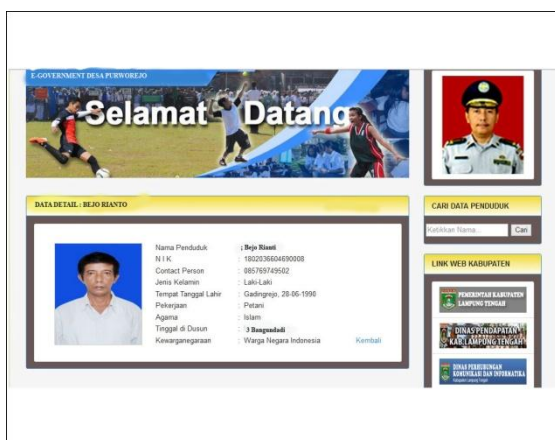 E-GOVERNMENT DESA PURWOREJO
Selamat Datang
DATA DETAIL : BEJO RIANTO
Nama Penduduk : Bejo Rianti
N I K : 1802036604690008
Contact Person : 085769749502
Jenis Kelamin : Laki-Laki
Tempat Tanggal Lahir : Gadingrejo, 28-06-1990
Pekerjaan : Petani
Agama : Islam
Tinggal di Dusun : 3 Bangundadi
Kewarganegaraan : Warga Negara Indonesia
Kembali
CARI DATA PENDUDUK
Ketikkan Nama... Cari
LINK WEB KABUPATEN
PEMERINTAH KABUPATEN
LAMPUNG TENGAH
DINAS PENDAPATAN
KAB.LAMPUNG TENGAH
DINAS PERHUBUNGAN
KOMUNIKASI DAN INFORMATIKA
Kabupaten Lampung Tengah